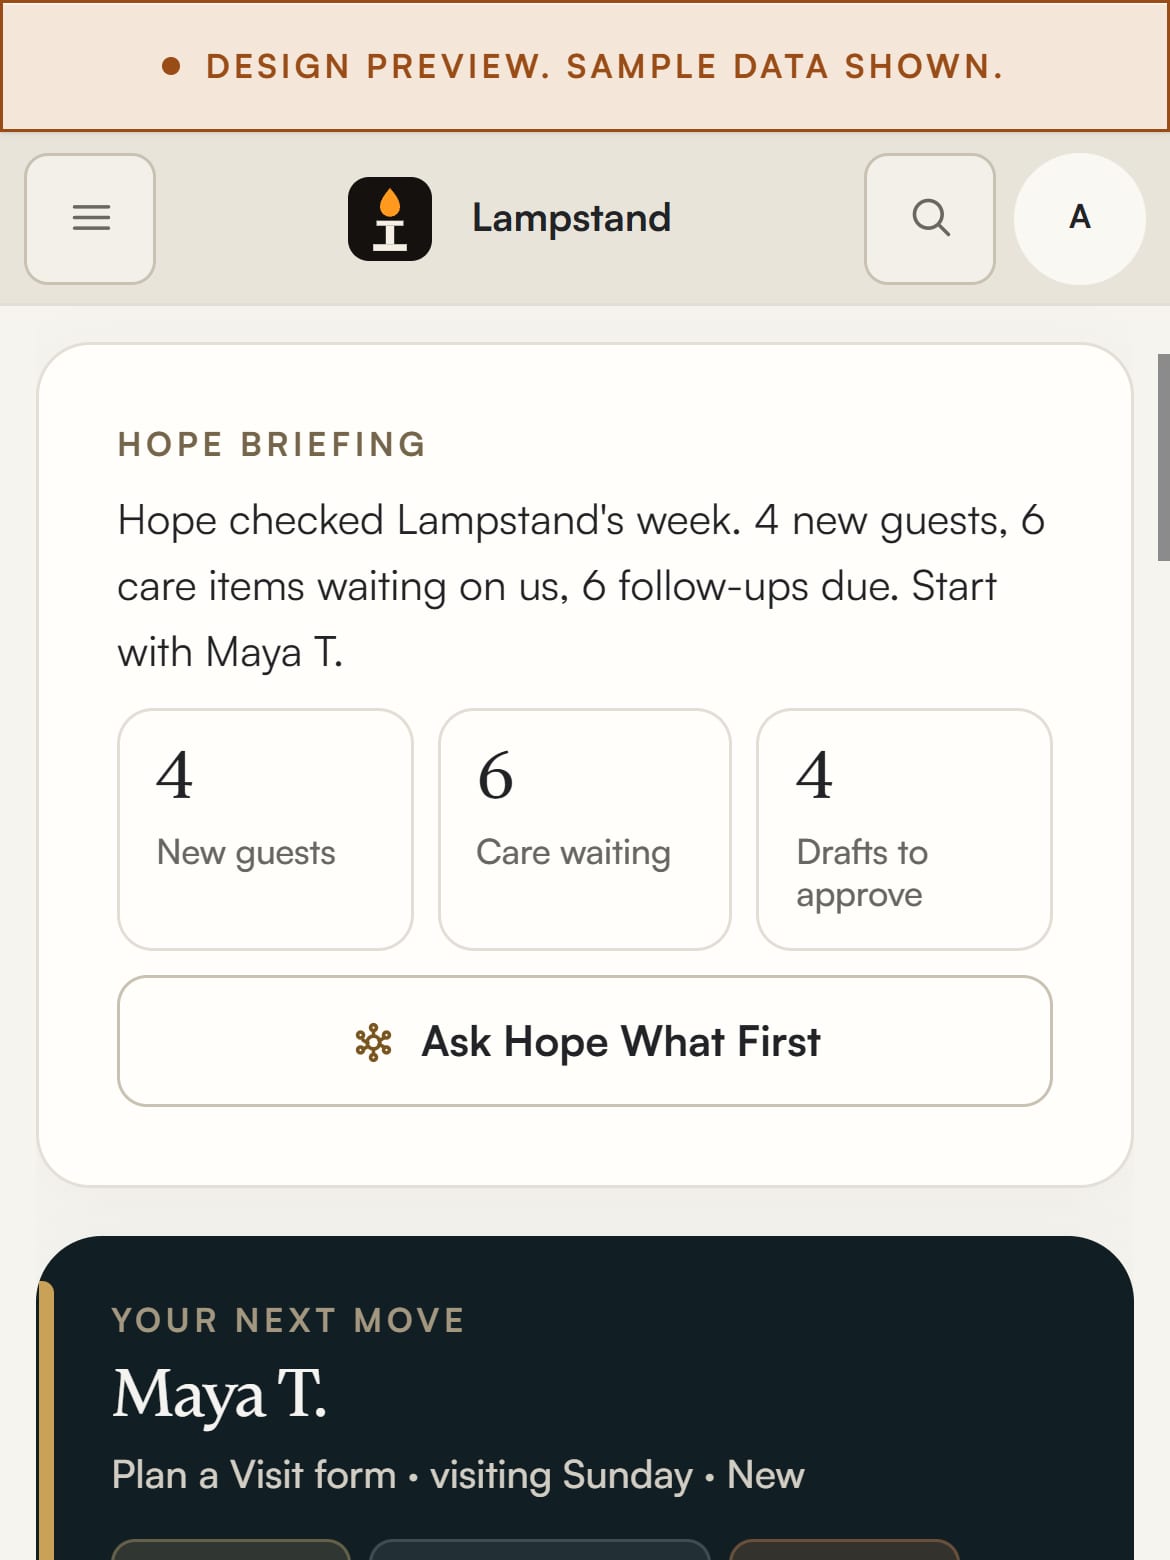 DESIGN PREVIEW. SAMPLE DATA SHOWN.
Lampstand
A
HOPE BRIEFING
Hope checked Lampstand's week. 4 new guests, 6
care items waiting on us, 6 follow-ups due. Start
with Maya T.
4
New guests
6
Care waiting
4
Drafts to
approve
Ask Hope What First
YOUR NEXT MOVE
Maya T.
Plan a Visit form · visiting Sunday · New